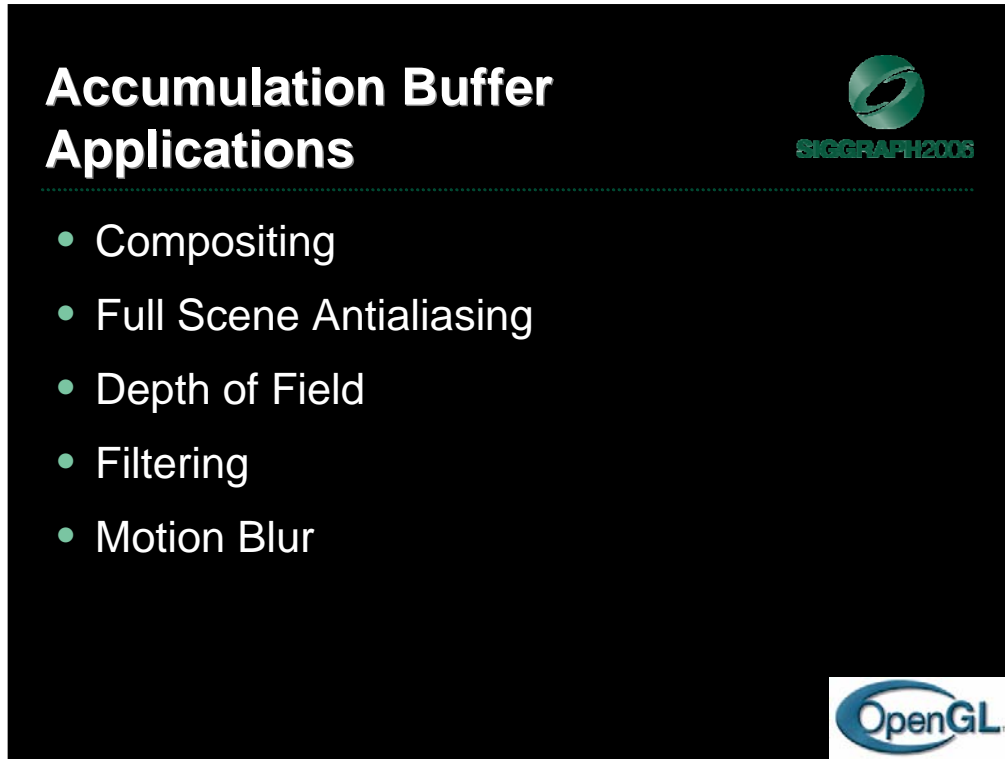 Accumulation Buffer
Applications
SIGGRAPH2006
• Compositing
• Full Scene Antialiasing
• Depth of Field
• Filtering
• Motion Blur
OpenGL